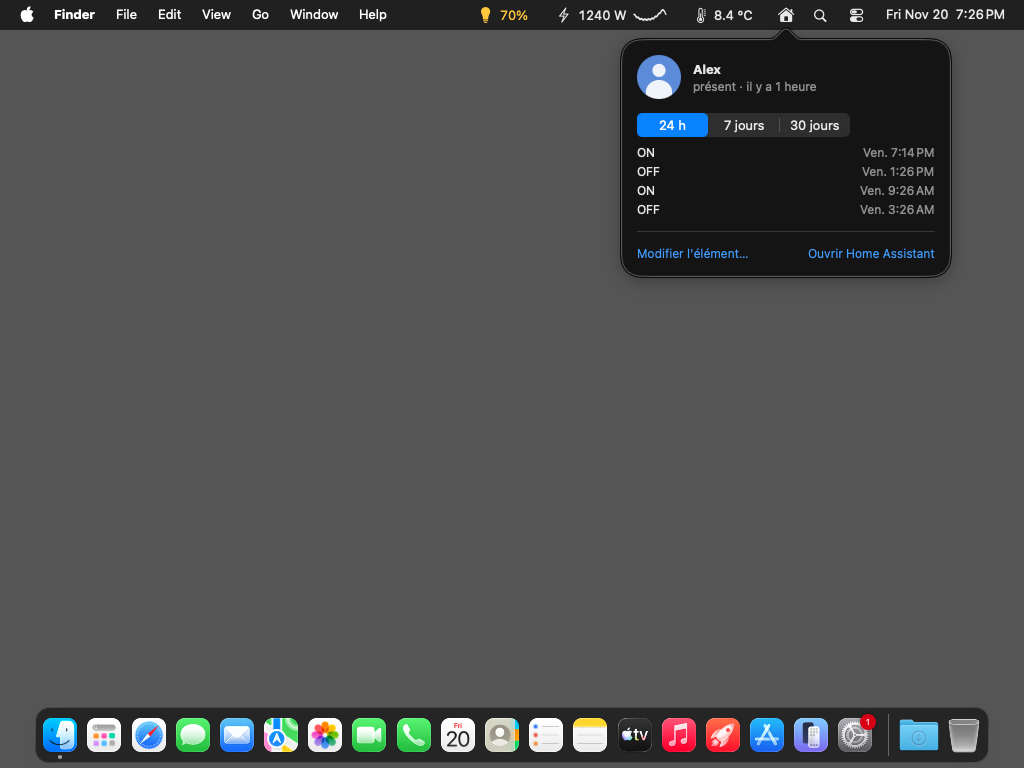 Finder File Edit View Go Window Help 70% 1240 W 8.4 °C Fri Nov 20 7:26 PM
Alex
présent · il y a 1 heure
24 h 7 jours 30 jours
ON Ven. 7:14 PM
OFF Ven. 1:26 PM
ON Ven. 9:26 AM
OFF Ven. 3:26 AM
Modifier l'élément... Ouvrir Home Assistant
Fri
20
tv
1